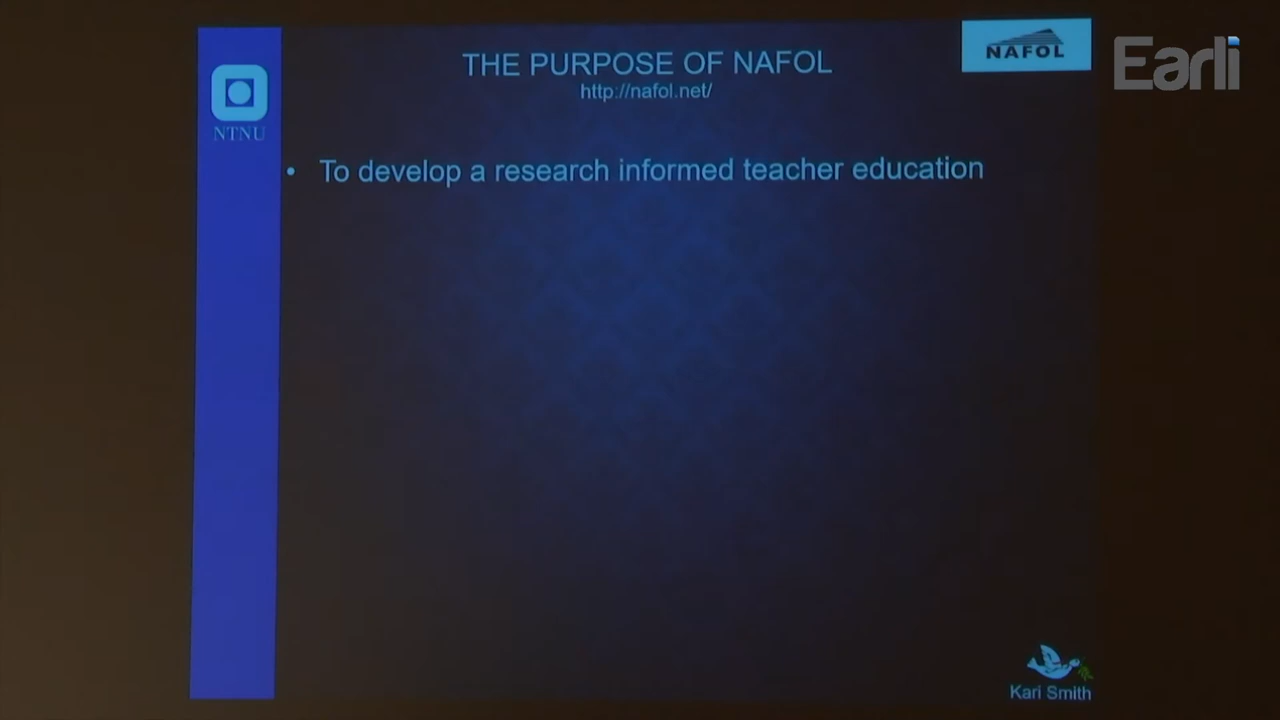 THE PURPOSE OF NAFOL
http://nafol.net/
NAFOL
Earli
NTNU
• To develop a research informed teacher education
Kari Smith